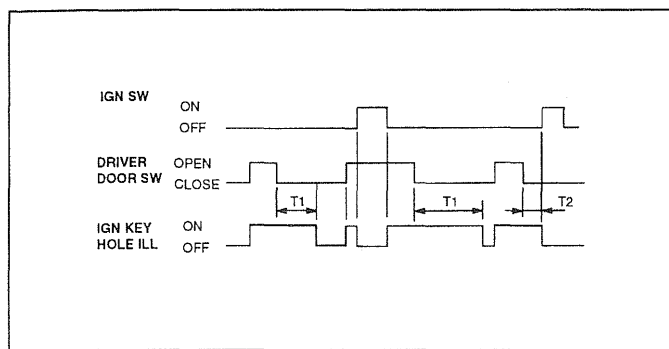 IGN SW
ON
OFF
DRIVER
DOOR SW
OPEN
CLOSE
T1
T1
T2
IGN KEY
HOLE ILL
ON
OFF